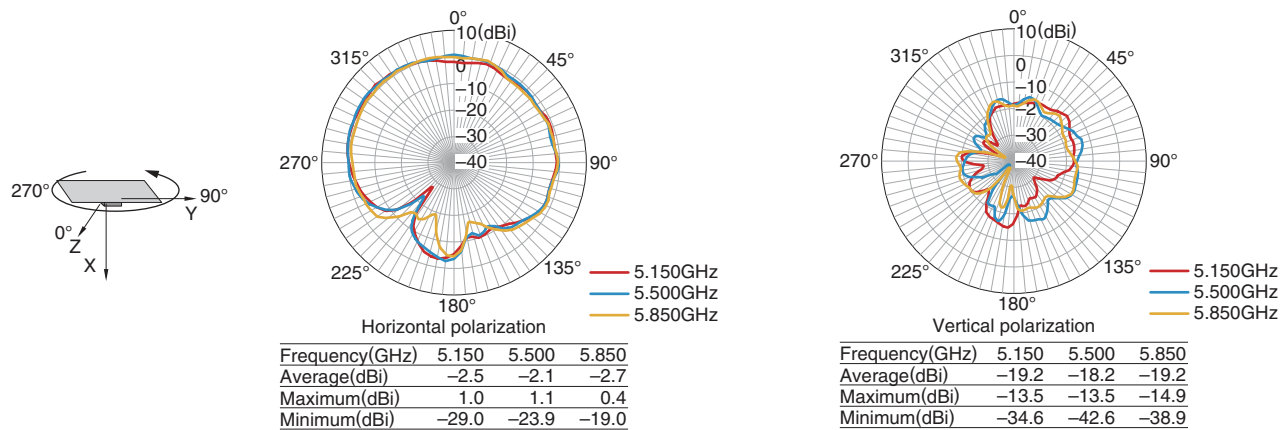 270°
90°
Y
0°
Z
X
0°
10(dBi)
315°
45°
0
−10
−20
−30
270°
−40
90°
225°
135°
180°
5.150GHz
5.500GHz
5.850GHz
Horizontal polarization
Frequency(GHz) 5.150 5.500 5.850
Average(dBi) −2.5 −2.1 −2.7
Maximum(dBi) 1.0 1.1 0.4
Minimum(dBi) −29.0 −23.9 −19.0
0°
10(dBi)
315°
45°
0
−10
−2
−30
270°
−40
90°
225°
135°
180°
5.150GHz
5.500GHz
5.850GHz
Vertical polarization
Frequency(GHz) 5.150 5.500 5.850
Average(dBi) −19.2 −18.2 −19.2
Maximum(dBi) −13.5 −13.5 −14.9
Minimum(dBi) −34.6 −42.6 −38.9